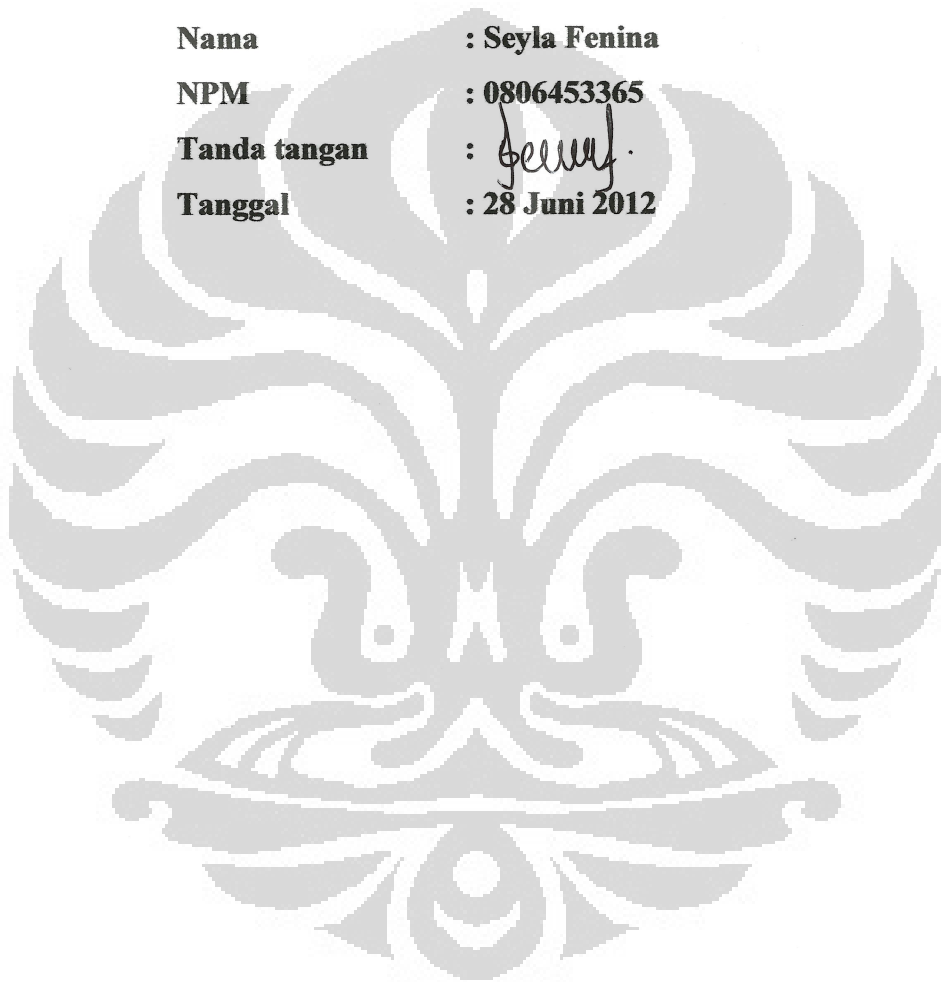 Nama : Seyla Fenina
NPM : 0806453365
Tanda tangan :
Tanggal : 28 Juni 2012